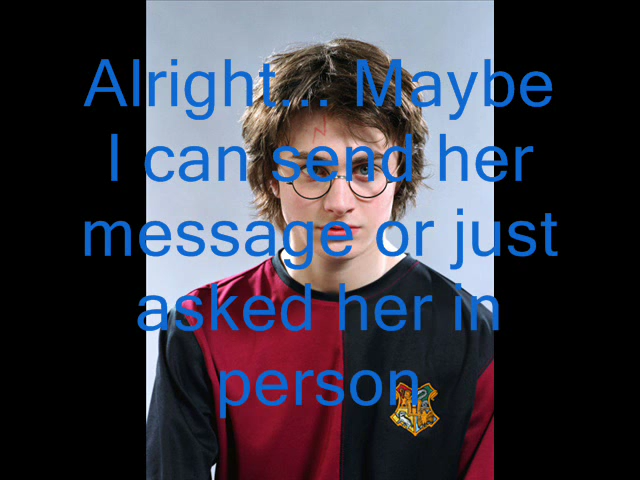 Alright... Maybe
I can send her
message or just
asked her in
person